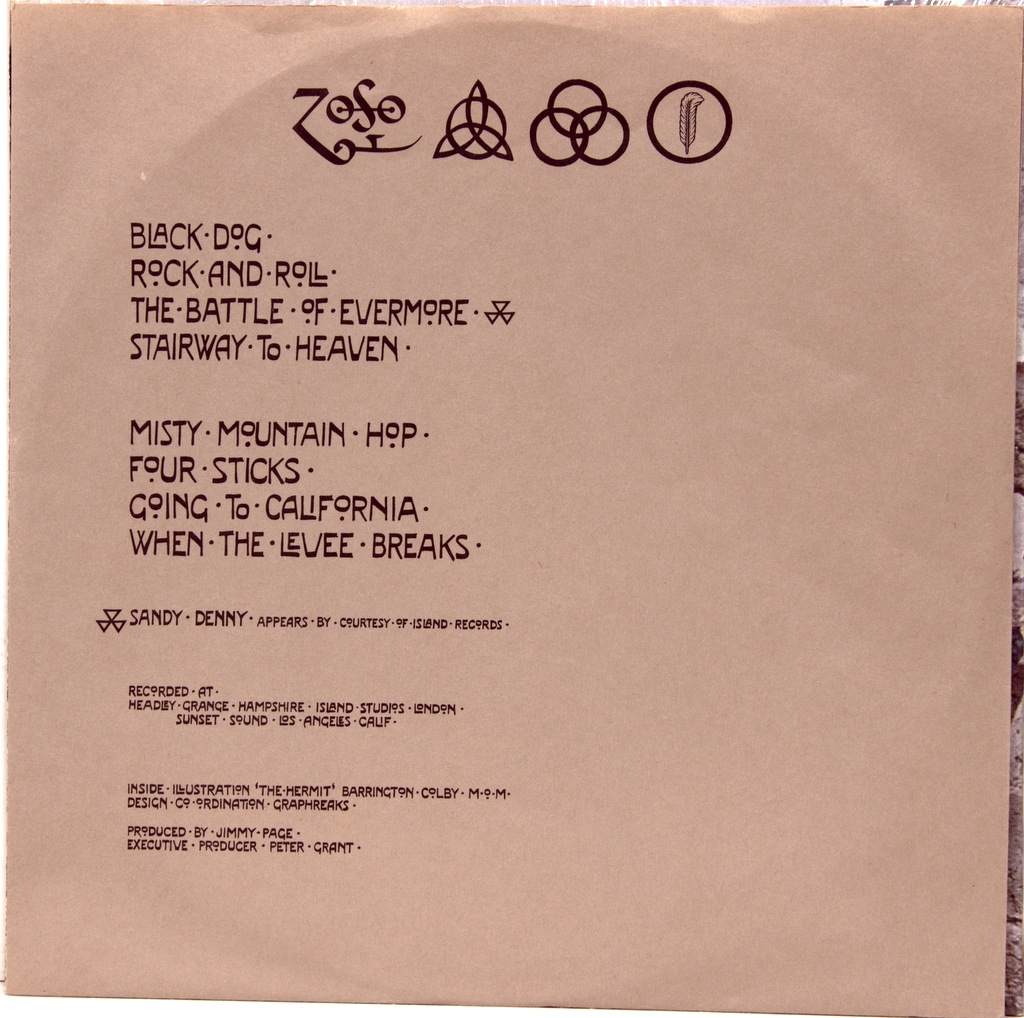 ZOSO
BLACK·DOG·
ROCK·AND·ROLL·
THE·BATTLE·OF·EVERMORE·
STAIRWAY·TO·HEAVEN·
MISTY·MOUNTAIN·HOP·
FOUR·STICKS·
GOING·TO·CALIFORNIA·
WHEN·THE·LEVEE·BREAKS·
SANDY·DENNY·APPEARS·BY·COURTESY·OF·ISLAND·RECORDS·
RECORDED·AT·
HEADLEY·GRANGE·HAMPSHIRE·ISLAND·STUDIOS·LONDON·
SUNSET·SOUND·LOS·ANGELES·CALIF·
INSIDE·ILLUSTRATION 'THE·HERMIT' BARRINGTON·COLBY·M·O·M·
DESIGN·CO·ORDINATION·GRAPHREAKS·
PRODUCED·BY·JIMMY·PAGE·
EXECUTIVE·PRODUCER·PETER·GRANT·